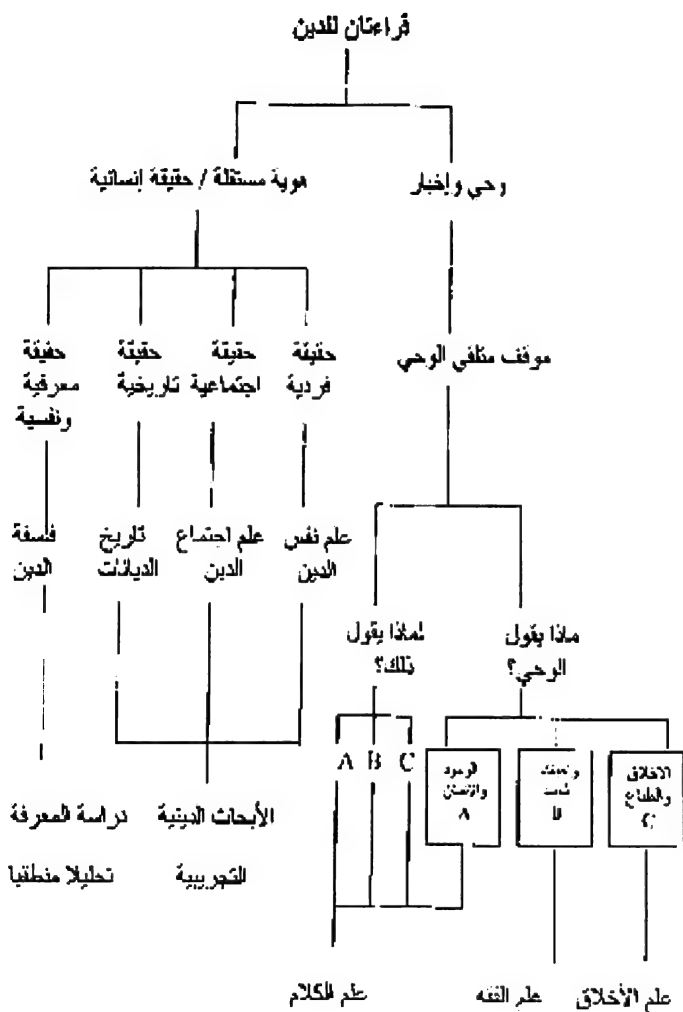 قراءتان للدين
وحي وإخبار
هوية مستقلة / حقيقة إنسانية
موقف متلقي الوحي
حقيقة
فردية
حقيقة
اجتماعية
حقيقة
تاريخية
حقيقة
معرفية
ونفسية
علم نفس
الدين
علم اجتماع
الدين
تاريخ
الديانات
فلسفة
الدين
ماذا يقول
الوحي؟
لماذا يقول
ذلك؟
A B C
الأخلاق
والطباع
C
B
الوجود
والإنسان
A
الأبحاث الدينية
التجريبية
دراسة المعرفة
تحليلا منطقيا
علم الأخلاق
علم الفقه
علم الكلام